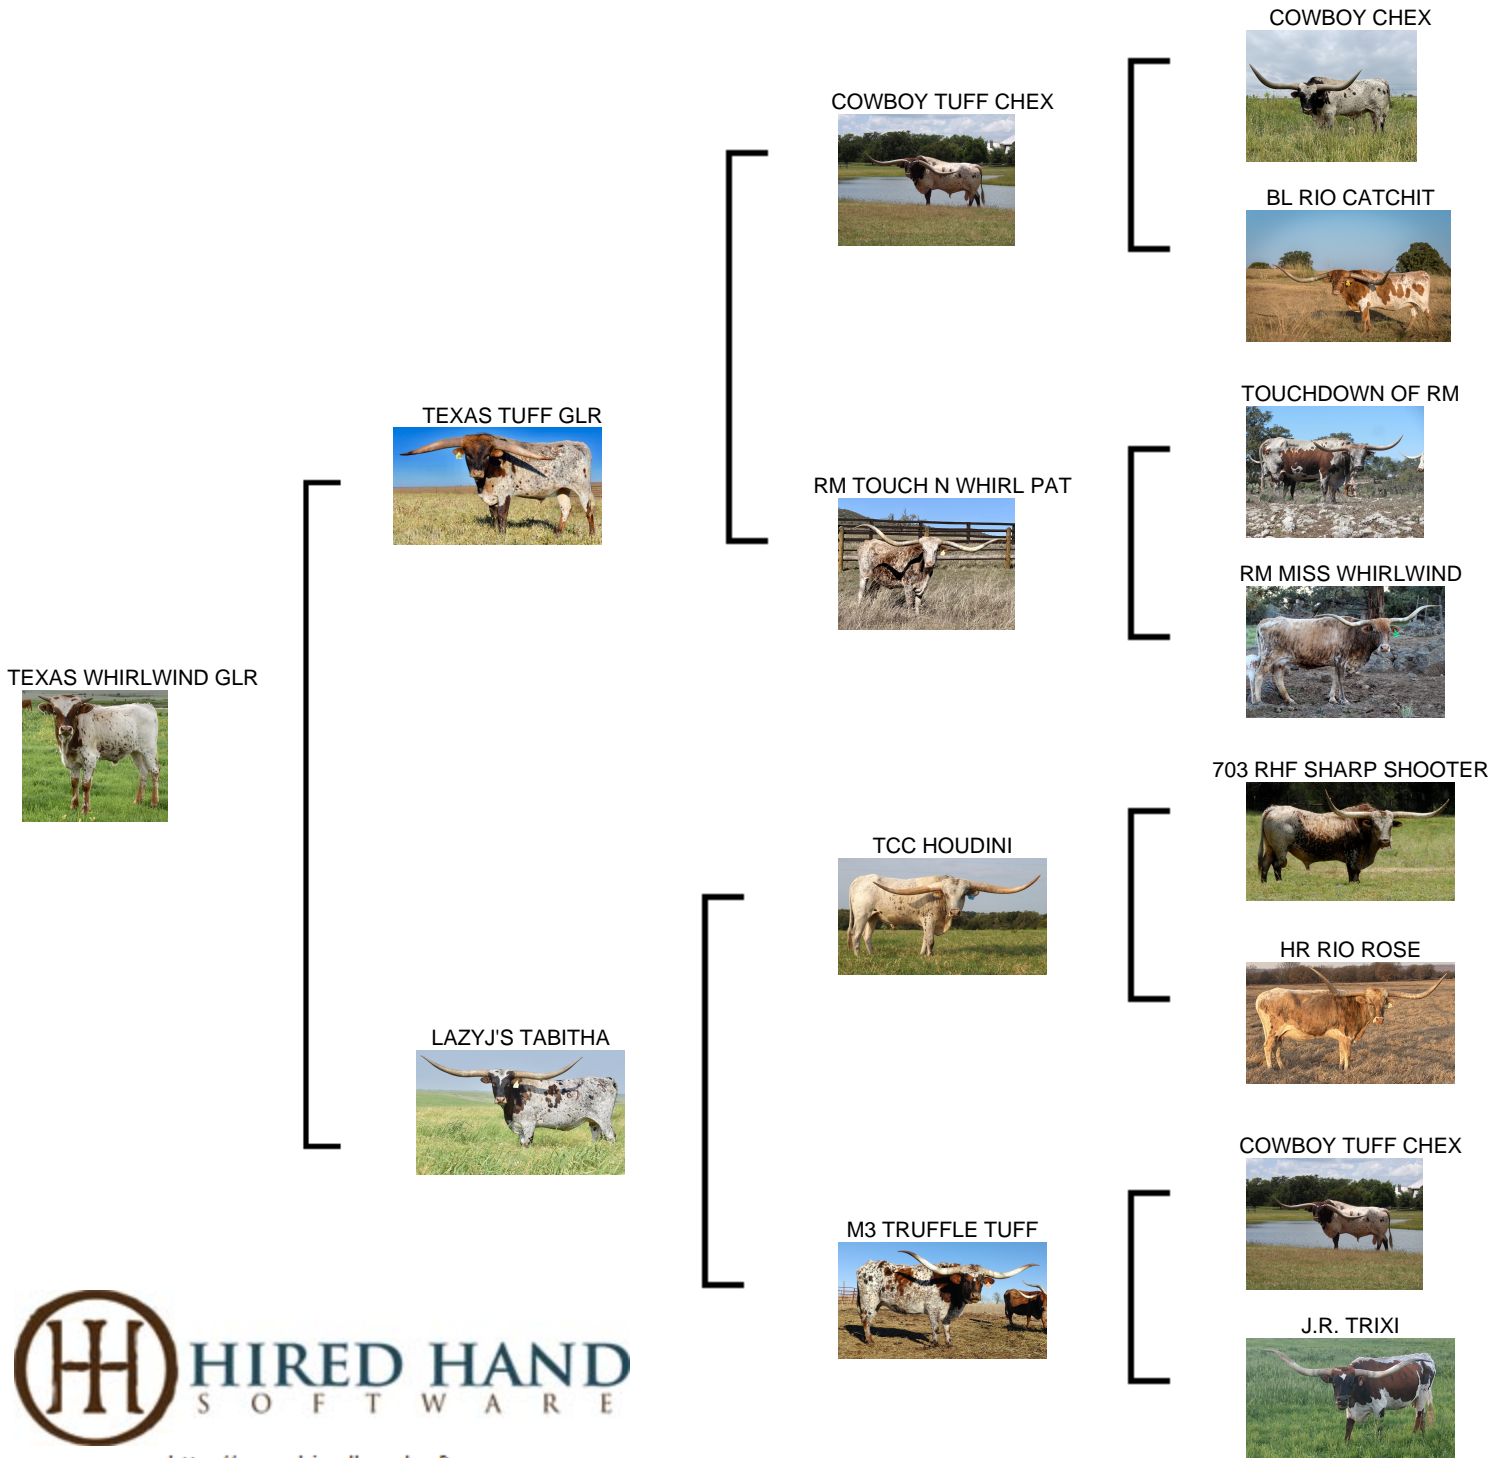 COWBOY CHEX
COWBOY TUFF CHEX
BL RIO CATCHIT
TEXAS TUFF GLR
TOUCHDOWN OF RM
RM TOUCH N WHIRL PAT
RM MISS WHIRLWIND
TEXAS WHIRLWIND GLR
703 RHF SHARP SHOOTER
TCC HOUDINI
HR RIO ROSE
LAZYJ'S TABITHA
COWBOY TUFF CHEX
M3 TRUFFLE TUFF
J.R. TRIXI
HIRED HAND
SOFTWARE